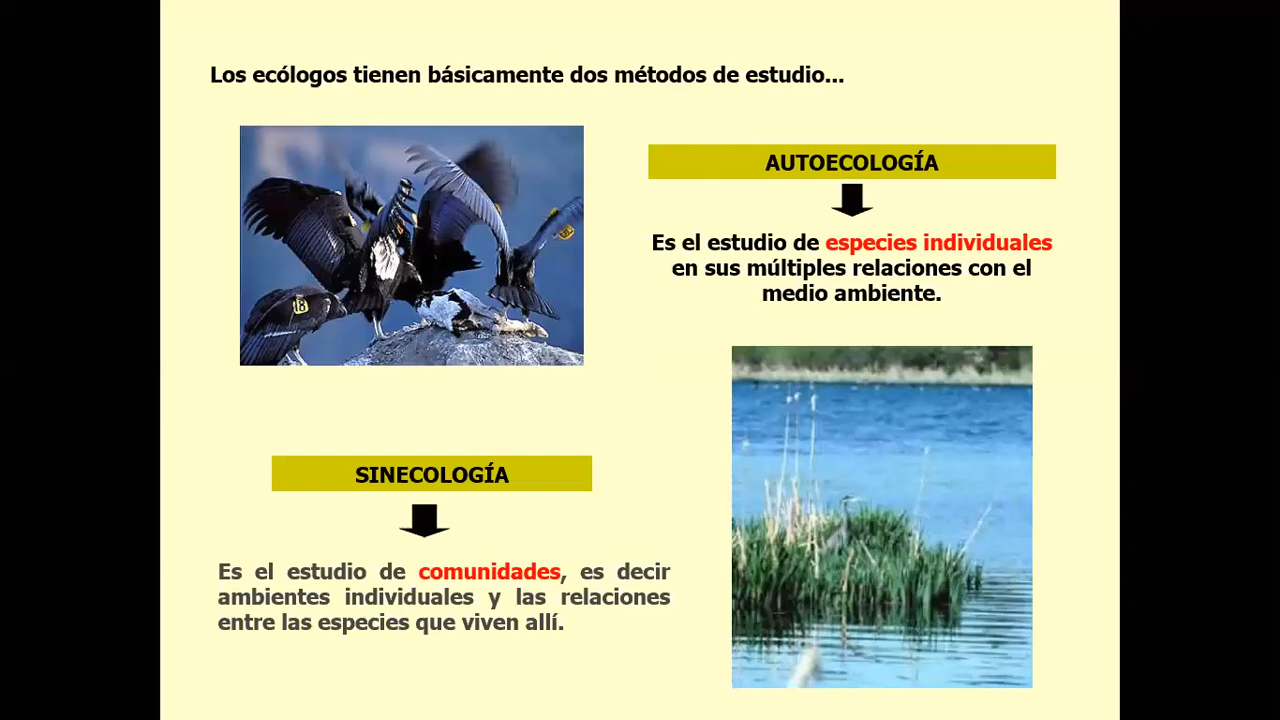 Los ecólogos tienen básicamente dos métodos de estudio...
AUTOECOLOGÍA
Es el estudio de especies individuales
en sus múltiples relaciones con el
medio ambiente.
SINECOLOGÍA
Es el estudio de comunidades, es decir
ambientes individuales y las relaciones
entre las especies que viven allí.